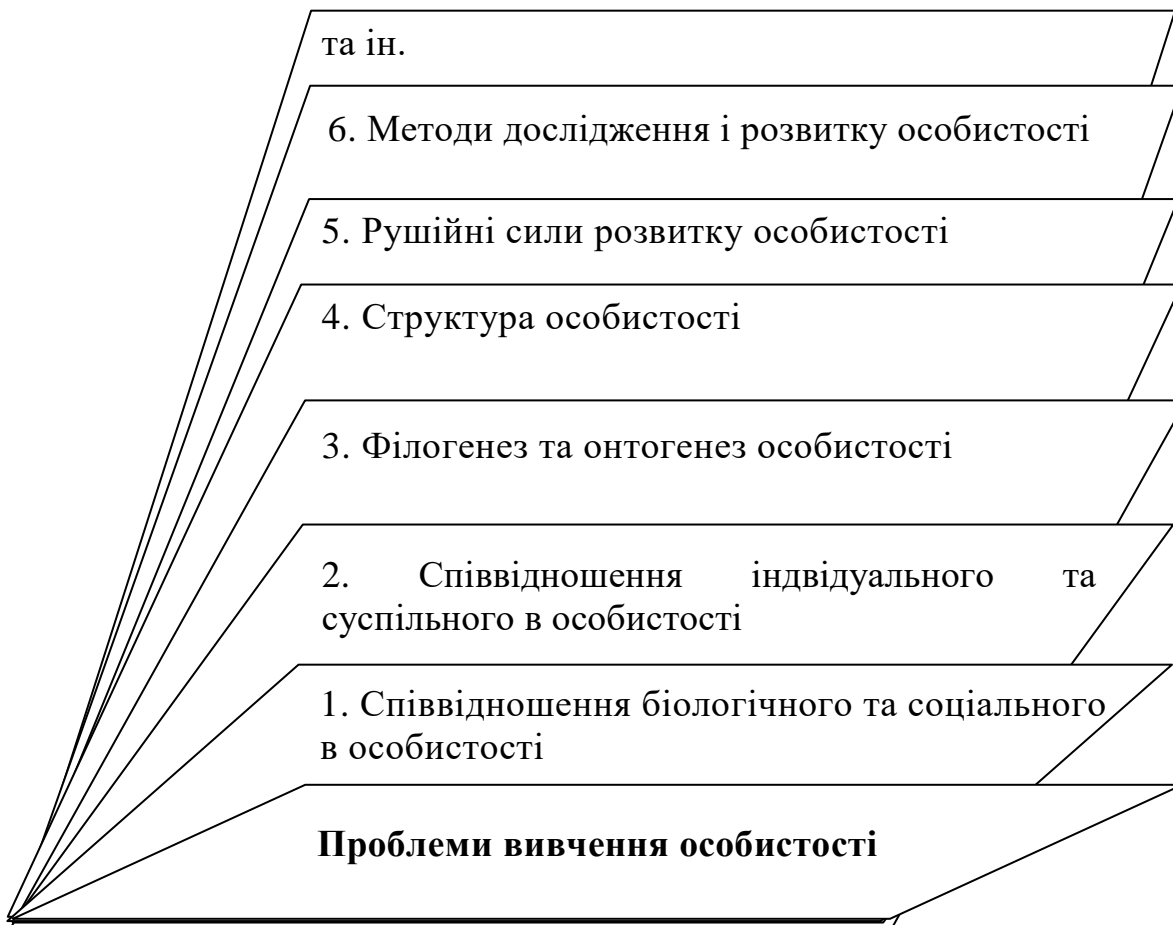 та ін.
6. Методи дослідження і розвитку особистості
5. Рушійні сили розвитку особистості
4. Структура особистості
3. Філогенез та онтогенез особистості
2. Співвідношення індвідуального та
суспільного в особистості
1. Співвідношення біологічного та соціального
в особистості
Проблеми вивчення особистості